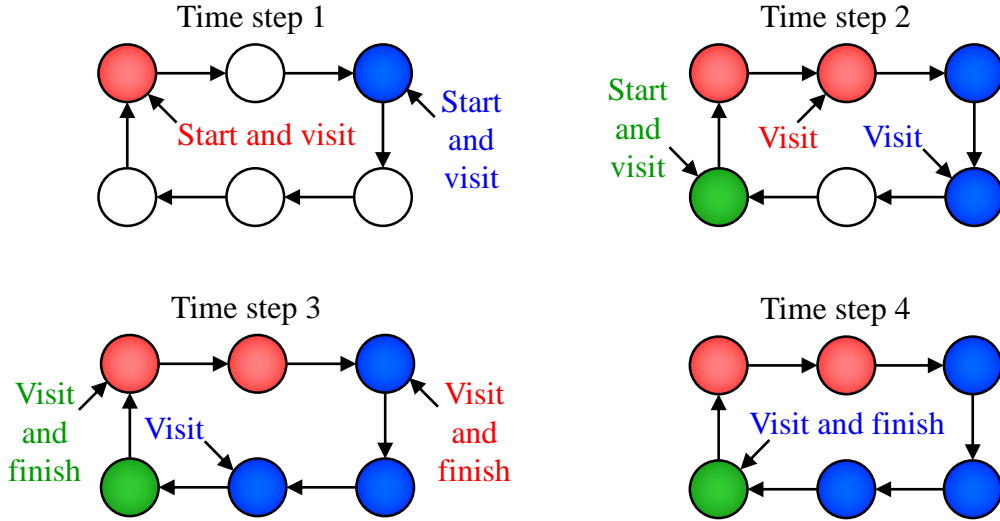 Time step 1
Start and visit
Start
and
visit
Time step 2
Start
and
visit
Visit
Visit
Time step 3
Visit
and
finish
Visit
Visit
and
finish
Time step 4
Visit and finish